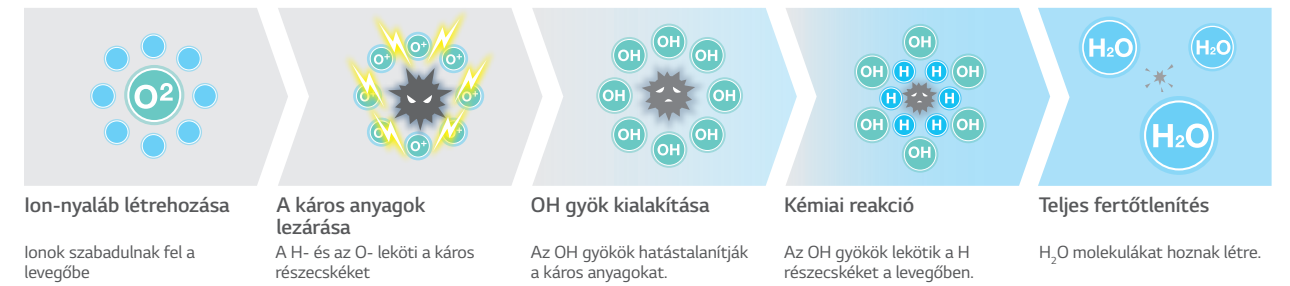 O²
O⁺ O⁺ O⁺
O⁺ O⁺
O⁺ O⁺ O⁺
OH OH OH
OH OH
OH OH OH
OH
OH H H OH
H H
OH H H OH
OH
H₂O H₂O
H₂O
Ion-nyaláb létrehozása
Ionok szabadulnak fel a
levegőbe
A káros anyagok
lezárása
A H- és az O- leköti a káros
részecskéket
OH gyök kialakítása
Az OH gyökök hatástalanítják
a káros anyagokat.
Kémiai reakció
Az OH gyökök lekötik a H
részecskéket a levegőben.
Teljes fertőtlenítés
H₂O molekulákat hoznak létre.